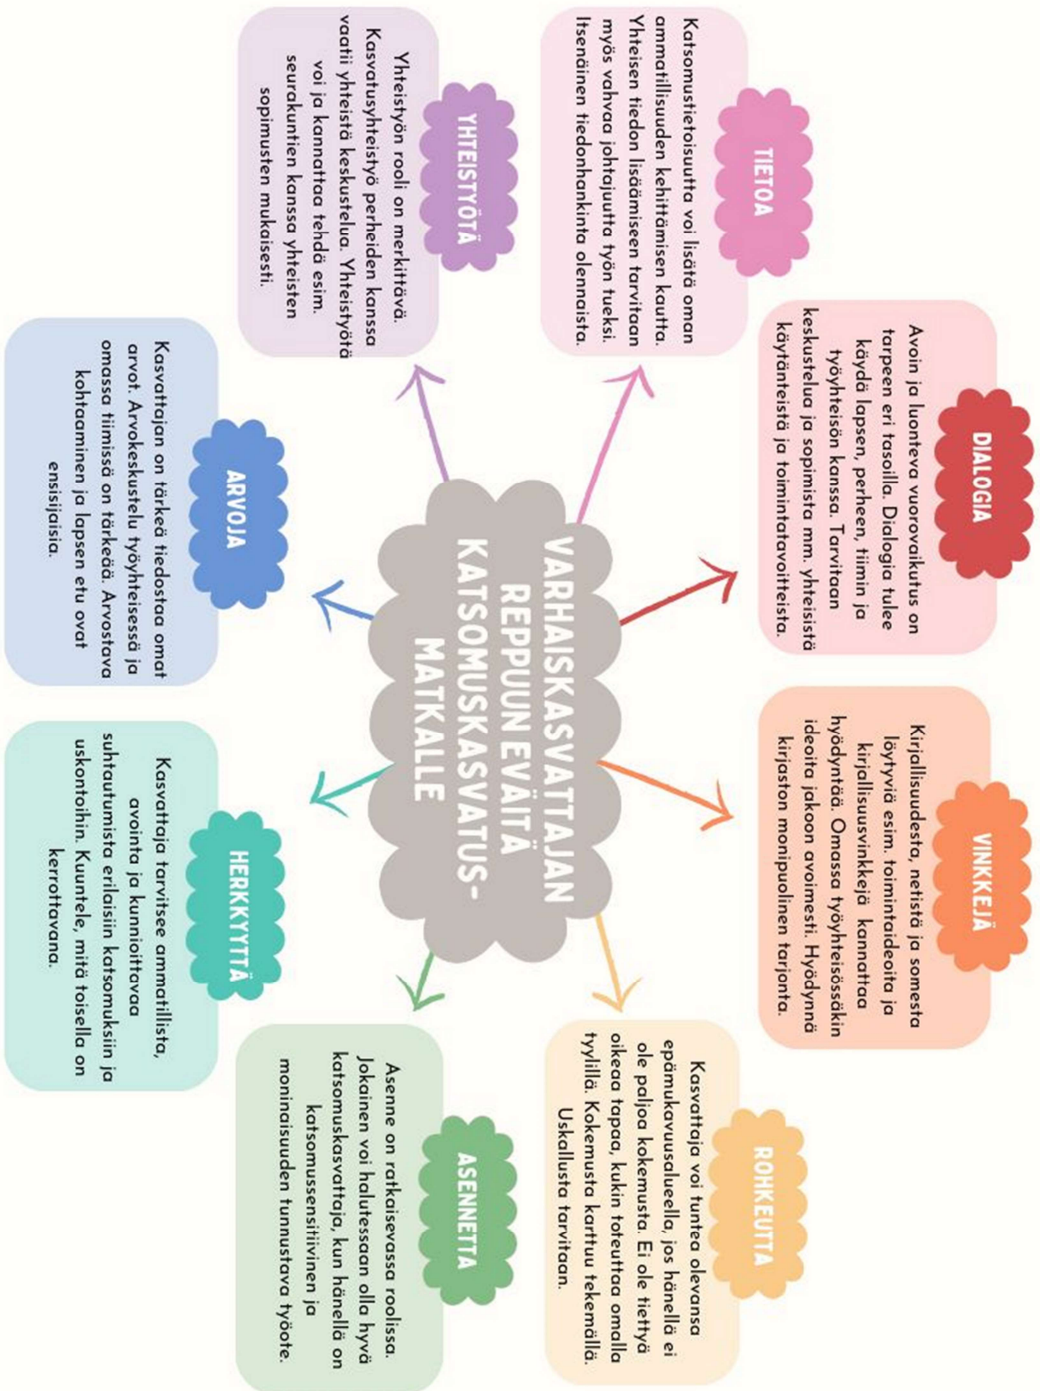 VARHAISKASVATTAJAN
REPPUUN EVÄITÄ
KATSOMUSKASVATUS-
MATKALLE
DIALOGIA
Avoin ja luonteva vuorovaikutus on
tarpeen eri tasoilla. Dialogia tulee
käydä lapsen, perheen, tiimin ja
työyhteisön kanssa. Tarvitaan
keskustelua ja sopimista mm. yhteisistä
käytänteistä ja toimintatavoitteista.
VINKKEJÄ
Kirjallisuudesta, netistä ja somesta
löytyviä esim. toimintaideoita ja
kirjallisuusvinkkejä kannattaa
hyödyntää. Omassa työyhteisössäkin
ideoita jakoon avoimesti. Hyödynnä
kirjaston monipuolinen tarjonta.
TIETOA
Katsomustietoisuutta voi lisätä oman
ammatillisuuden kehittämisen kautta.
Yhteisen tiedon lisäämiseen tarvitaan
myös vahvaa johtajuutta työn tueksi.
Itsenäinen tiedonhankinta olennaista.
ROHKEUTTA
Kasvattaja voi tuntea olevansa
epämukavuusalueella, jos hänellä ei
ole paljoa kokemusta. Ei ole tiettyä
oikeaa tapaa, kukin toteuttaa omalla
tyylillä. Kokemusta karttuu tekemällä.
Uskallusta tarvitaan.
YHTEISTYÖTÄ
Yhteistyön rooli on merkittävä.
Kasvatusyhteistyö perheiden kanssa
vaatii yhteistä keskustelua. Yhteistyötä
voi ja kannattaa tehdä esim.
seurakuntien kanssa yhteisten
sopimusten mukaisesti.
ASENNETTA
Asenne on ratkaisevassa roolissa.
Jokainen voi halutessaan olla hyvä
katsomuskasvattaja, kun hänellä on
katsomussensitiivinen ja
moninaisuuden tunnustava työote.
ARVOJA
Kasvattajan on tärkeä tiedostaa omat
arvot. Arvokeskustelu työyhteisessä ja
omassa tiimissä on tärkeää. Arvostava
kohtaaminen ja lapsen etu ovat
ensisijaisia.
HERKKYYTTÄ
Kasvattaja tarvitsee ammatillista,
avointa ja kunnioittavaa
suhtautumista erilaisiin katsomuksiin ja
uskontoihin. Kuuntele, mitä toisella on
kerrottavana.